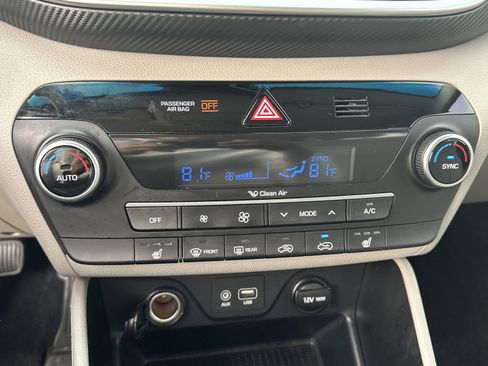 PASSENGER
AIR BAG OFF
SYNC
81°F 81°F
Clean Air
AUTO
SYNC
OFF
MODE
A/C
FRONT
REAR
AUX
USB
12V 180W